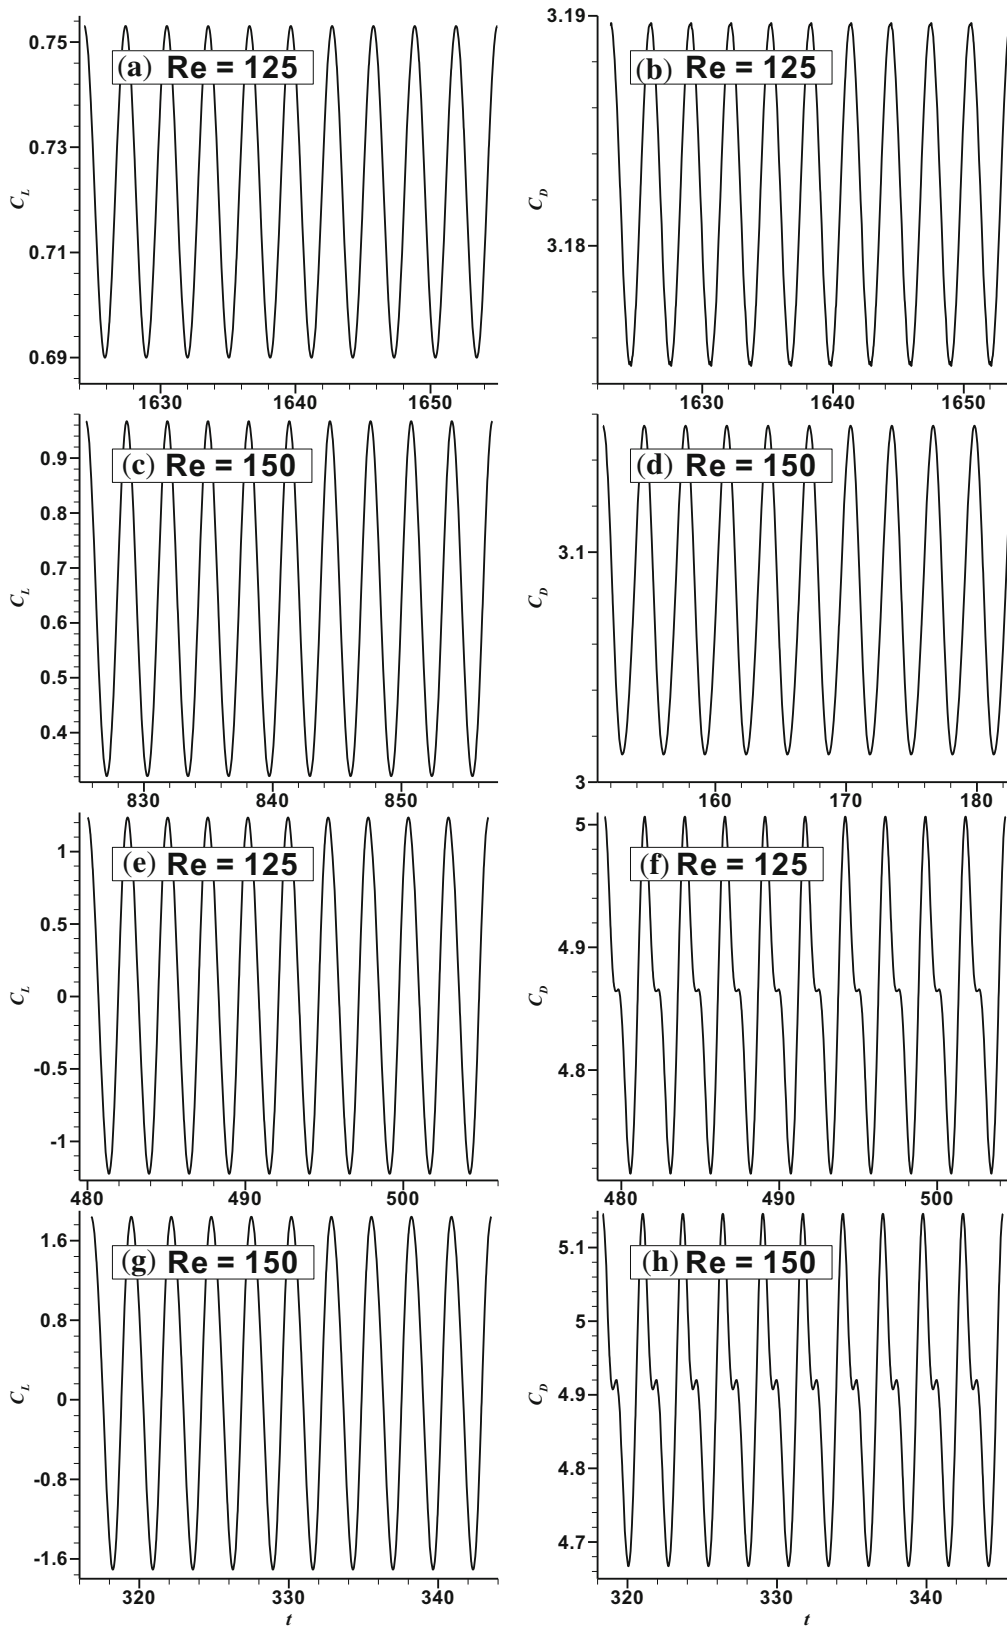 0.75
0.73
0.71
0.69
C_L
(a) Re = 125
1630 1640 1650
3.19
3.18
C_D
(b) Re = 125
1630 1640 1650
0.9
0.8
0.7
0.6
0.5
0.4
C_L
(c) Re = 150
830 840 850
3.1
3
C_D
(d) Re = 150
160 170 180
1
0.5
0
-0.5
-1
C_L
(e) Re = 125
480 490 500
5
4.9
4.8
C_D
(f) Re = 125
480 490 500
1.6
0.8
0
-0.8
-1.6
C_L
(g) Re = 150
320 330 340
t
5.1
5
4.9
4.8
4.7
C_D
(h) Re = 150
320 330 340
t